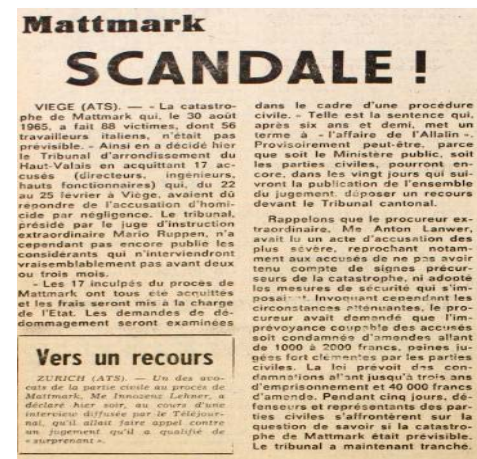 Mattmark
SCANDALE !
VIEGE (ATS). — « La catastro-
phe de Mattmark qui, le 30 août
1965, a fait 88 victimes, dont 56
travailleurs italiens, n'était pas
prévisible. » Ainsi en a décidé hier
le Tribunal d'arrondissement du
Haut-Valais en acquittant 17 ac-
cusés (directeurs, ingénieurs,
hauts fonctionnaires) qui, du 22
au 25 février à Viège, avaient dû
répondre de l'accusation d'homi-
cide par négligence. Le tribunal,
présidé par le juge d'instruction
extraordinaire Mario Ruppen, n'a
cependant pas encore publié les
considérants qui n'interviendront
vraisemblablement pas avant deux
ou trois mois.
« Les 17 inculpés du procès de
Mattmark ont tous été acquittés
et les frais seront mis à la charge
de l'Etat. Les demandes de dé-
dommagement seront examinées
Vers un recours
ZURICH (ATS). — Un des avo-
cats de la partie civile au procès de
Mattmark, Me Innozenz Lehner, a
déclaré hier soir, au cours d'une
interview diffusée par le Téléjour-
nal, qu'il allait faire appel contre
un jugement qu'il a qualifié de
« surprenant ».
dans le cadre d'une procédure
civile. » Telle est la sentence qui,
après six ans et demi, met un
terme à « l'affaire de l'Allalin ».
Provisoirement peut-être, parce
que soit le Ministère public, soit
les parties civiles, pourront en-
core, dans les vingt jours qui sui-
vront la publication de l'ensemble
du jugement, déposer un recours
devant le Tribunal cantonal.
Rappelons que le procureur ex-
traordinaire, Me Anton Lanwer,
avait lu un acte d'accusation des
plus sévère, reprochant notam-
ment aux accusés de ne pas avoir
tenu compte de signes précur-
seurs de la catastrophe, ni adopté
les mesures de sécurité qui s'im-
posaient. Invoquant cependant les
circonstances atténuantes, le pro-
cureur avait demandé que l'im-
prévoyance coupable des accusés
soit condamnée d'amendes allant
de 1000 à 2000 francs, peines ju-
gées fort clémentes par les parties
civiles. La loi prévoit des con-
damnations allant jusqu'à trois ans
d'emprisonnement et 40 000 francs
d'amende. Pendant cinq jours, dé-
fenseurs et représentants des par-
ties civiles s'affrontèrent sur la
question de savoir si la catastro-
phe de Mattmark était prévisible.
Le tribunal a maintenant tranché.